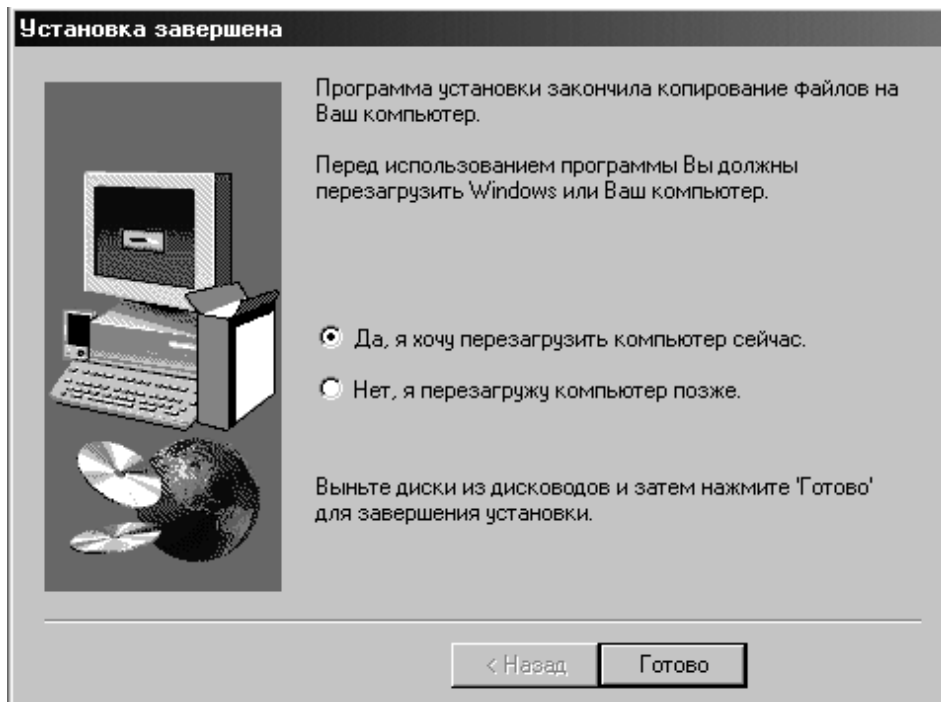 Установка завершена
Программа установки закончила копирование файлов на
Ваш компьютер.
Перед использованием программы Вы должны
перезагрузить Windows или Ваш компьютер.
Да, я хочу перезагрузить компьютер сейчас.
Нет, я перезагружу компьютер позже.
Выньте диски из дисководов и затем нажмите 'Готово'
для завершения установки.
< Назад
Готово